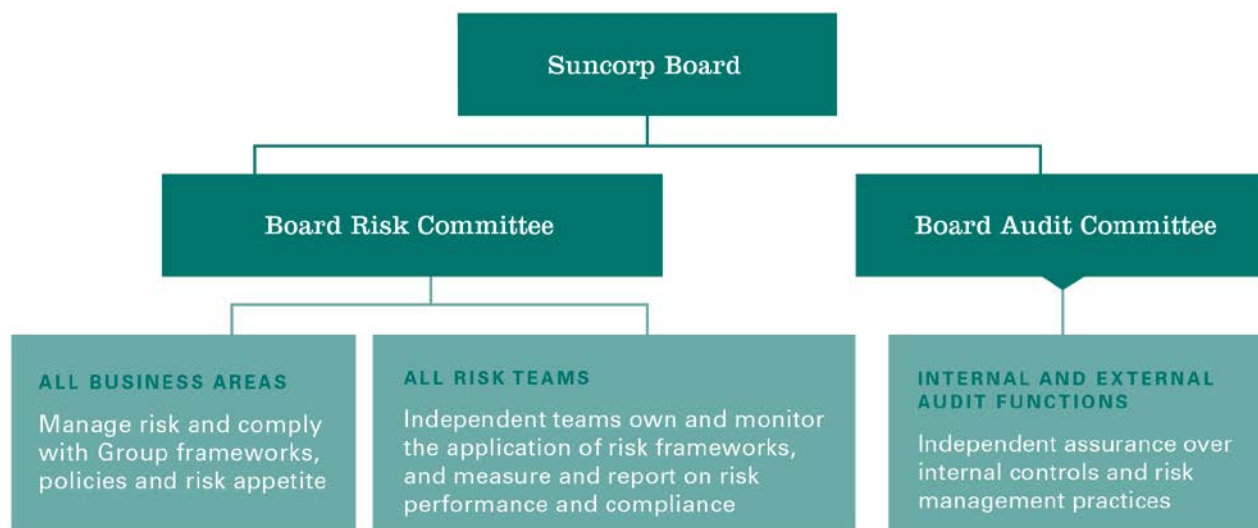 Suncorp Board
Board Risk Committee
Board Audit Committee
ALL BUSINESS AREAS
Manage risk and comply
with Group frameworks,
policies and risk appetite
ALL RISK TEAMS
Independent teams own and monitor
the application of risk frameworks,
and measure and report on risk
performance and compliance
INTERNAL AND EXTERNAL
AUDIT FUNCTIONS
Independent assurance over
internal controls and risk
management practices